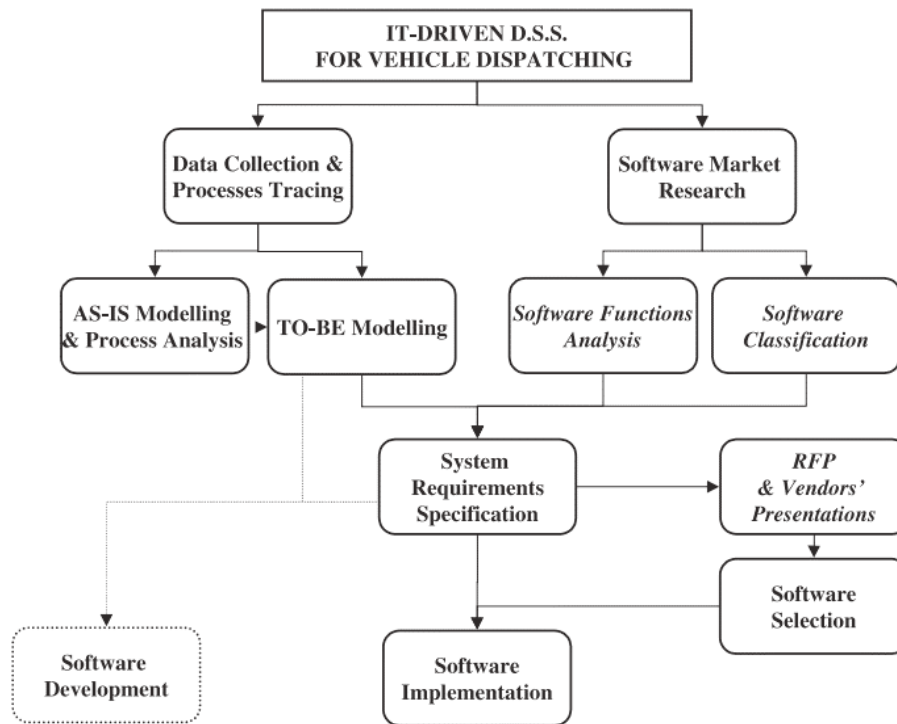 IT-DRIVEN D.S.S.
FOR VEHICLE DISPATCHING
Data Collection &
Processes Tracing
Software Market
Research
AS-IS Modelling
& Process Analysis
TO-BE Modelling
Software Functions
Analysis
Software
Classification
System
Requirements
Specification
RFP
& Vendors’
Presentations
Software
Selection
Software
Development
Software
Implementation